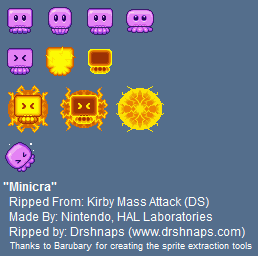 "Minicra"
Ripped From: Kirby Mass Attack (DS)
Made By: Nintendo, HAL Laboratories
Ripped by: Drshnaps (www.drshnaps.com)
Thanks to Barubary for creating the sprite extraction tools